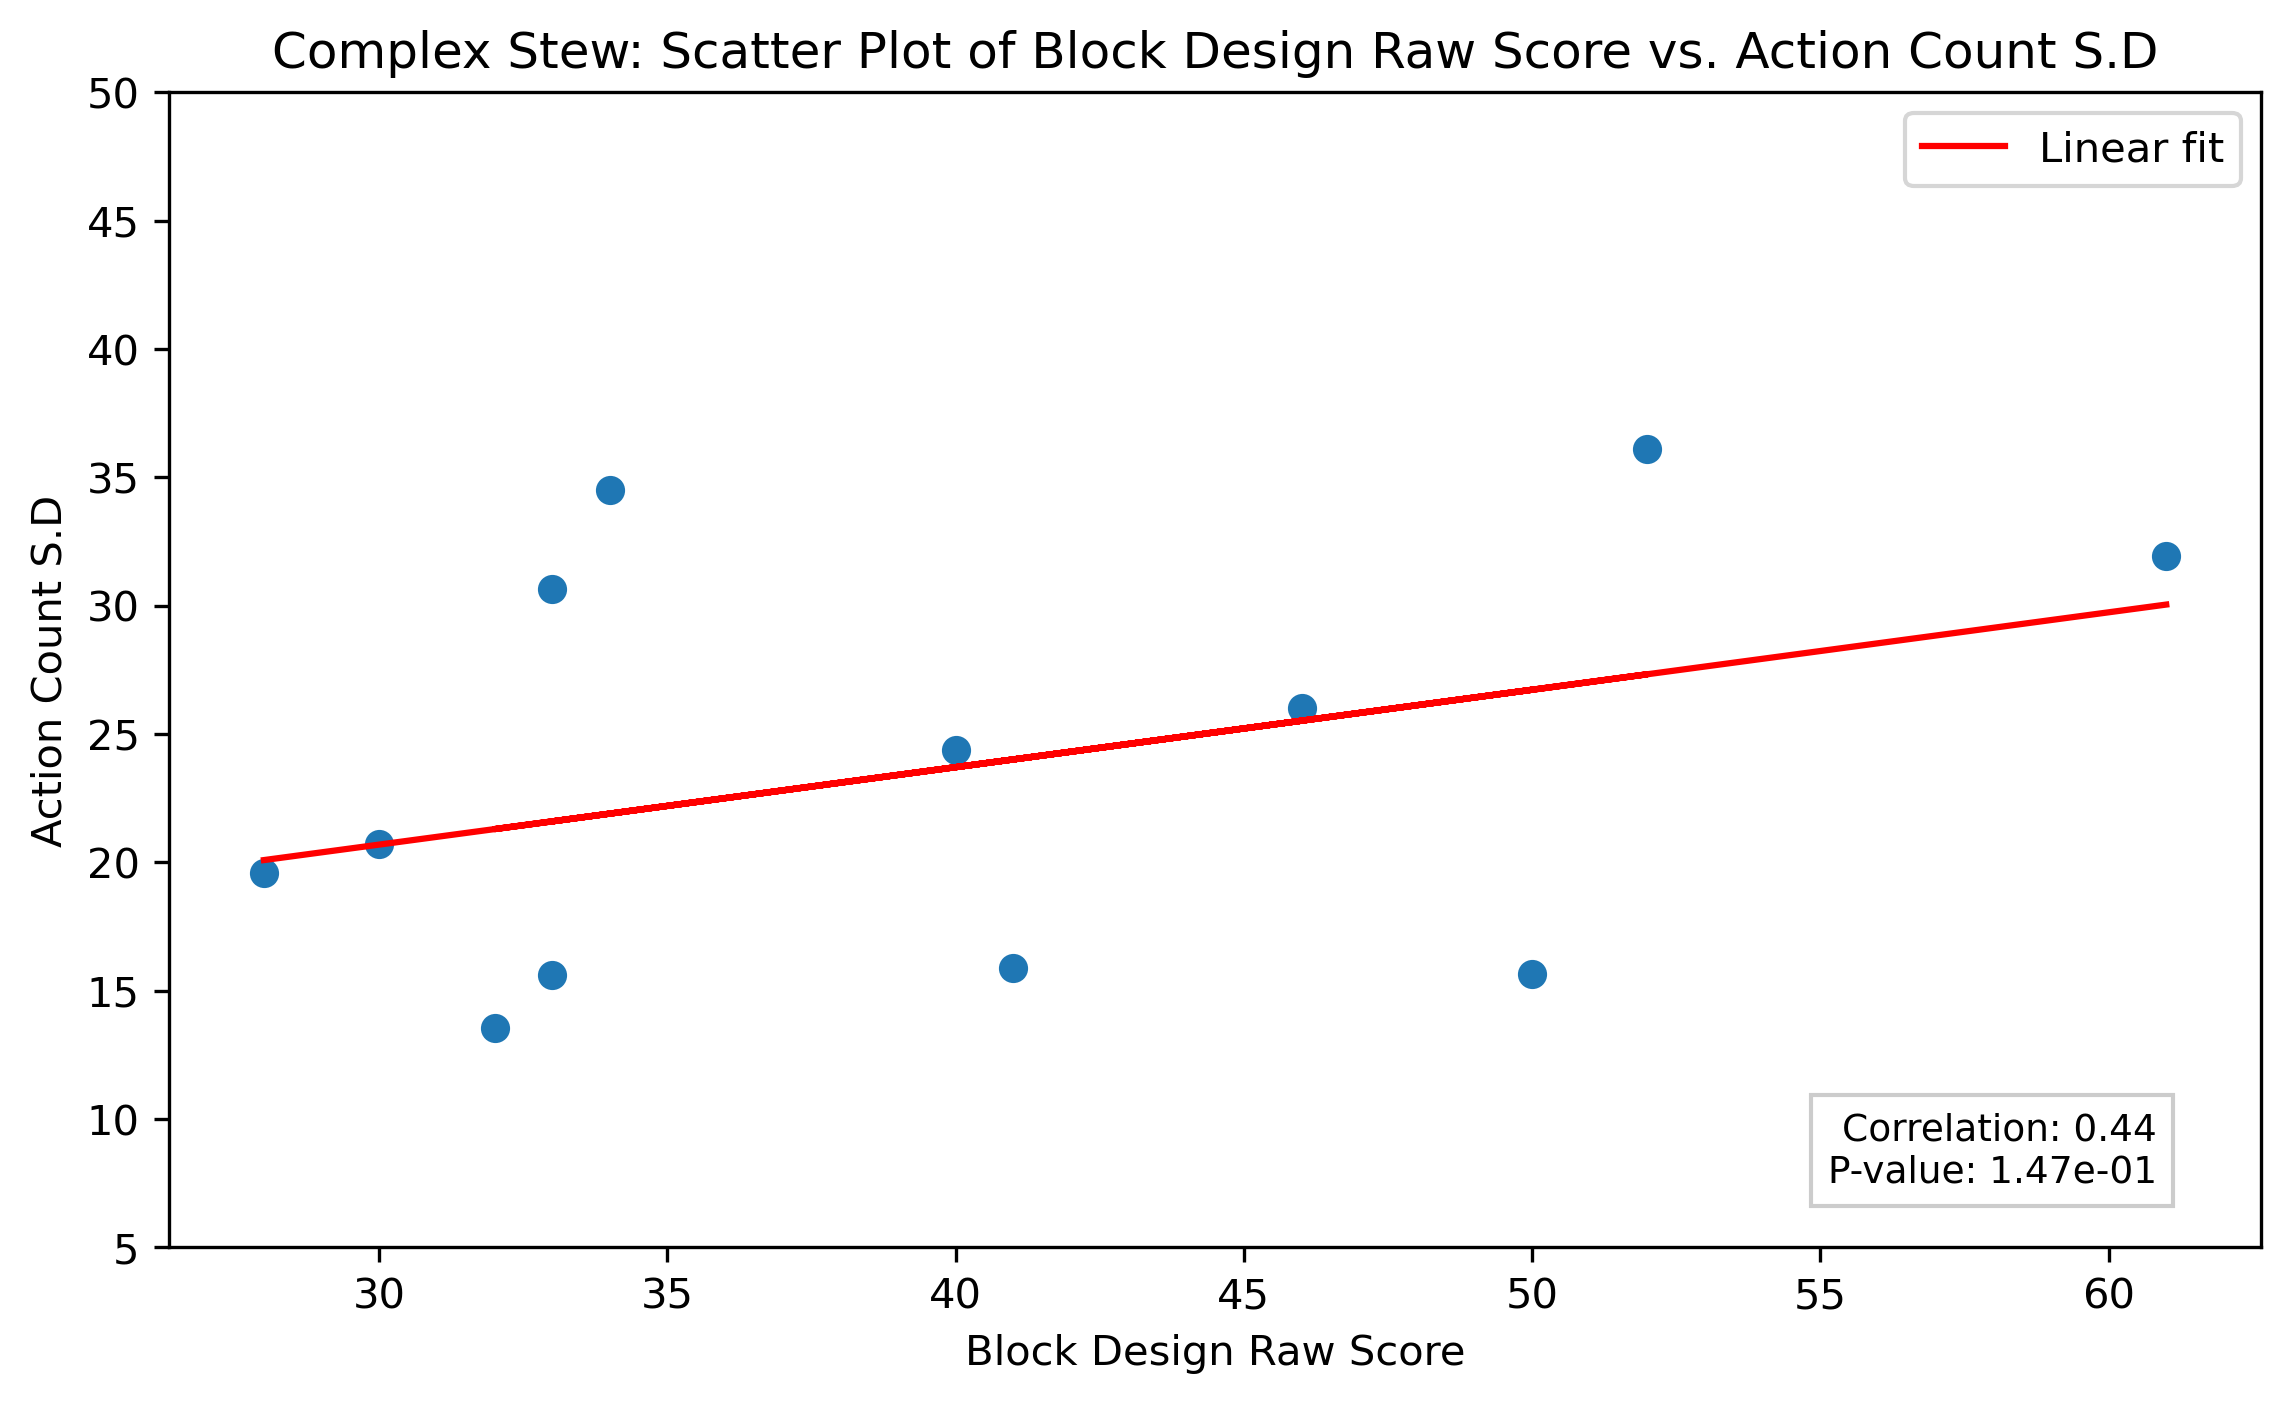 Complex Stew: Scatter Plot of Block Design Raw Score vs. Action Count S.D
Linear fit
50
45
40
35
30
25
20
15
10
5
Action Count S.D
Correlation: 0.44
P-value: 1.47e-01
30 35 40 45 50 55 60
Block Design Raw Score